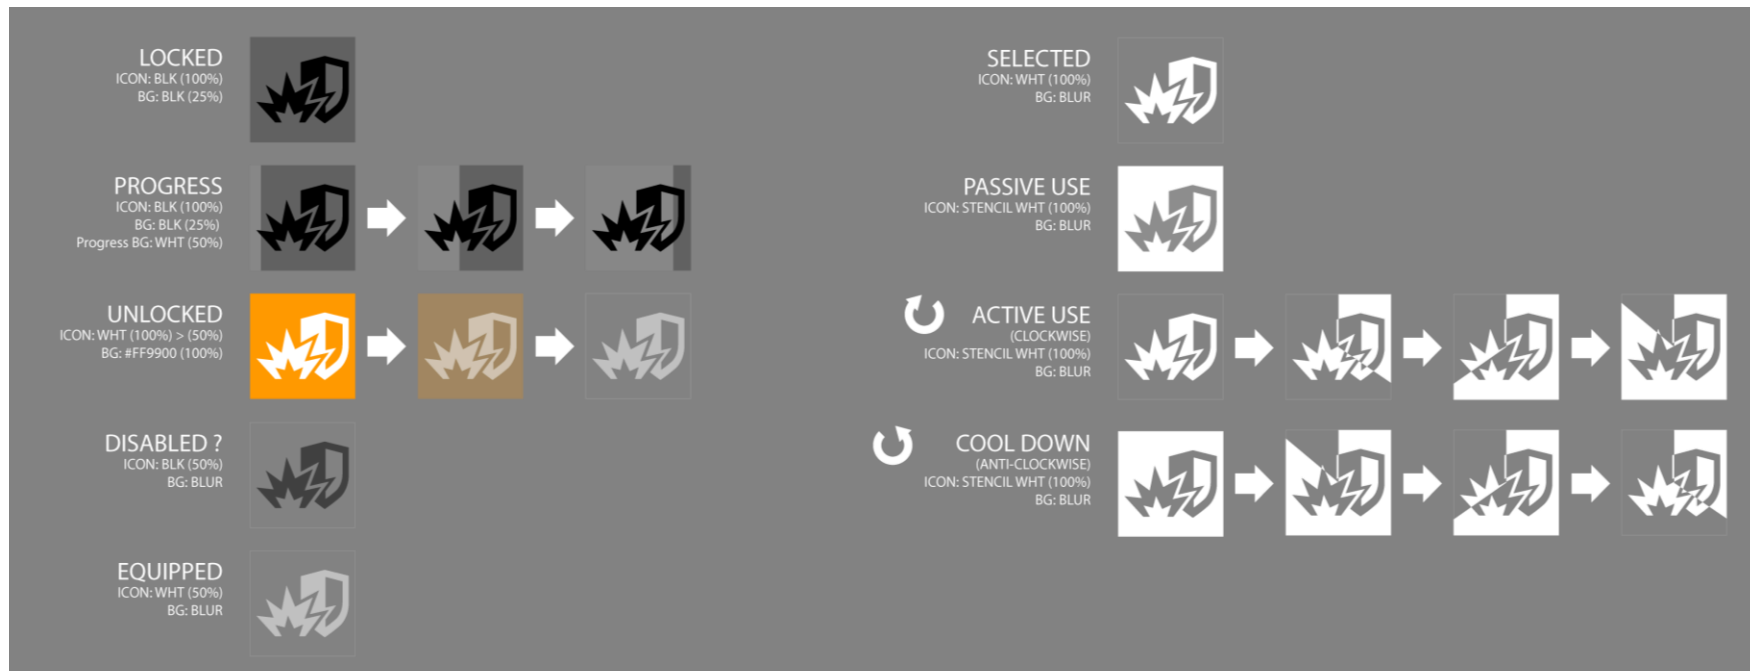 LOCKED
ICON: BLK (100%)
BG: BLK (25%)
PROGRESS
ICON: BLK (100%)
BG: BLK (25%)
Progress BG: WHT (50%)
UNLOCKED
ICON: WHT (100%) > (50%)
BG: #FF9900 (100%)
DISABLED ?
ICON: BLK (50%)
BG: BLUR
EQUIPPED
ICON: WHT (50%)
BG: BLUR
SELECTED
ICON: WHT (100%)
BG: BLUR
PASSIVE USE
ICON: STENCIL WHT (100%)
BG: BLUR
ACTIVE USE
(CLOCKWISE)
ICON: STENCIL WHT (100%)
BG: BLUR
COOL DOWN
(ANTI-CLOCKWISE)
ICON: STENCIL WHT (100%)
BG: BLUR